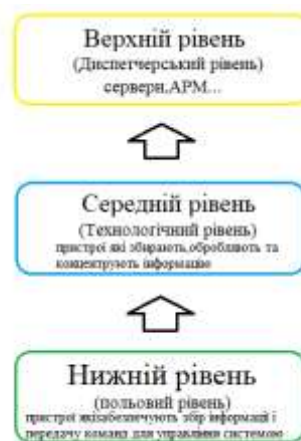 Верхній рівень
(Диспетчерський рівень)
сервери,АРМ...
Середній рівень
(Технологічний рівень)
пристрої які збирають,обробляють та
концентрують інформацію
Нижній рівень
(польовий рівень)
пристрої якізабезпечують збір інформації і
передачу команд для управління системою